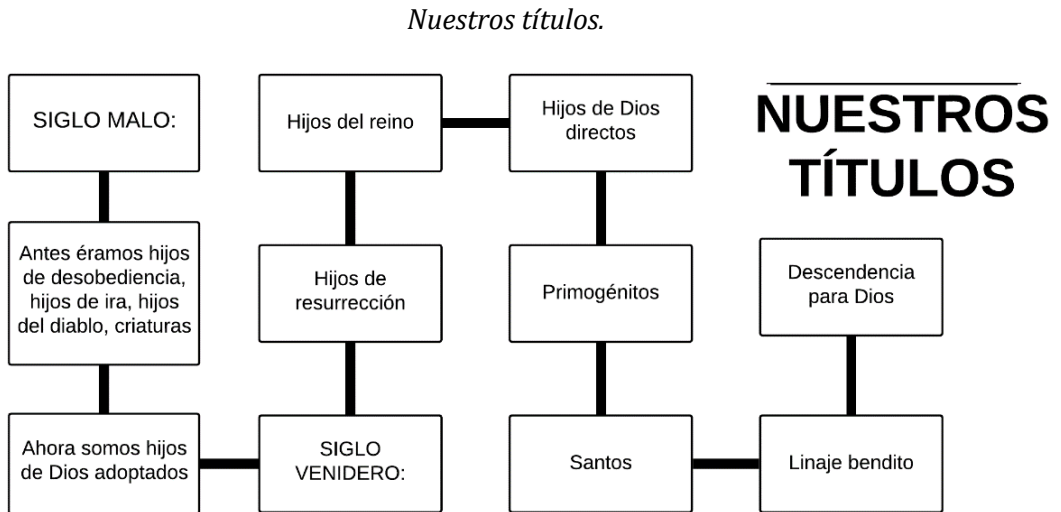 Nuestros títulos.
NUESTROS
TÍTULOS
SIGLO MALO:
Antes éramos hijos
de desobediencia,
hijos de ira, hijos
del diablo, criaturas
Ahora somos hijos
de Dios adoptados
SIGLO
VENIDERO:
Hijos de
resurrección
Hijos del reino
Hijos de Dios
directos
Primogénitos
Santos
Linaje bendito
Descendencia
para Dios